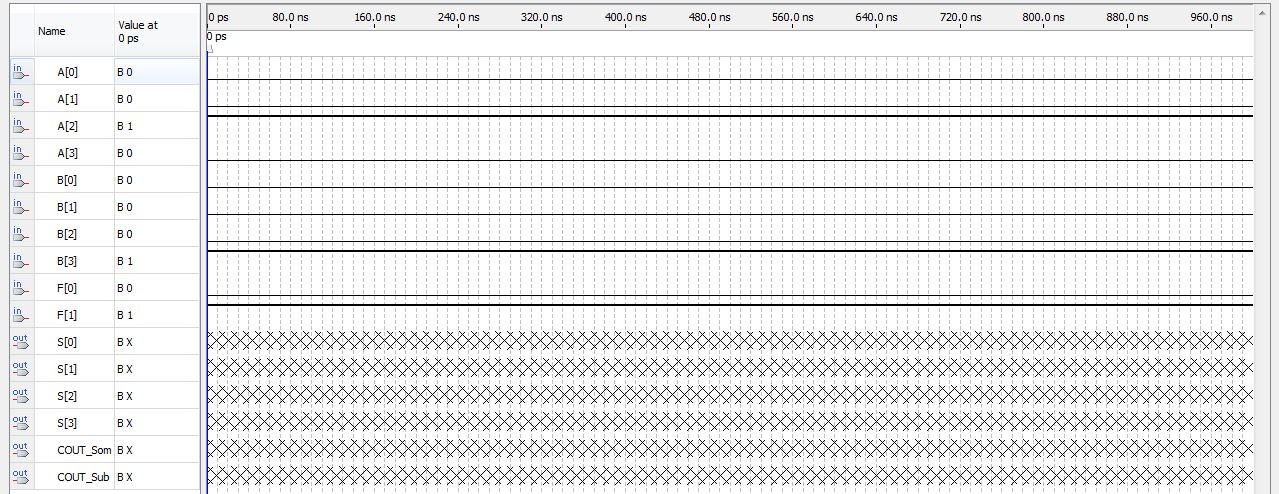 Name Value at 0 ps 0 ps 80.0 ns 160.0 ns 240.0 ns 320.0 ns 400.0 ns 480.0 ns 560.0 ns 640.0 ns 720.0 ns 800.0 ns 880.0 ns 960.0 ns
0 ps
in A[0] B 0
in A[1] B 0
in A[2] B 1
in A[3] B 0
in B[0] B 0
in B[1] B 0
in B[2] B 0
in B[3] B 1
in F[0] B 0
in F[1] B 1
out S[0] B X
out S[1] B X
out S[2] B X
out S[3] B X
out COUT_Som B X
out COUT_Sub B X